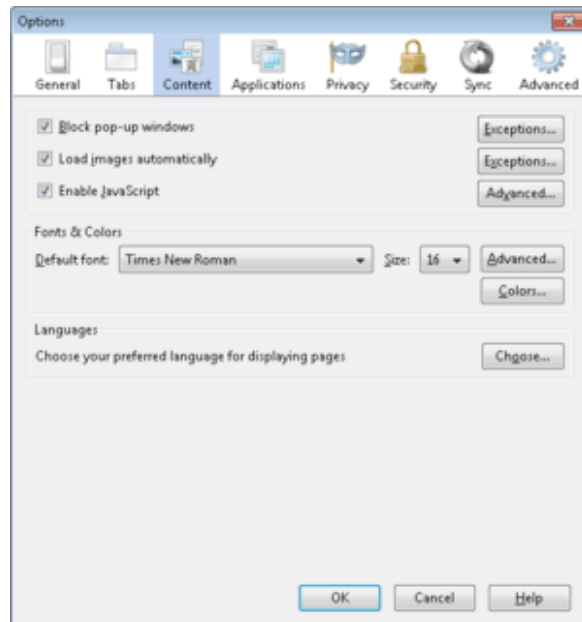 Options
General Tabs Content Applications Privacy Security Sync Advanced
Block pop-up windows Exceptions...
Load images automatically Exceptions...
Enable JavaScript Advanced...
Fonts & Colors
Default font: Times New Roman Size: 16 Advanced...
Colors...
Languages
Choose your preferred language for displaying pages Choose...
OK Cancel Help